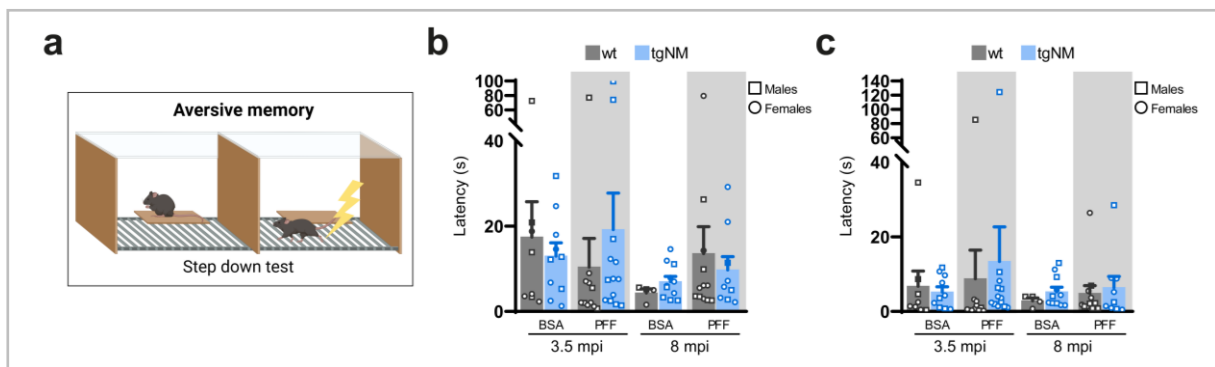 a
Aversive memory
Step down test
b
wt tgNM
Latency (s)
100
80
60
40
20
0
Males
Females
BSA PFF BSA PFF
3.5 mpi 8 mpi
c
wt tgNM
Latency (s)
140
120
100
80
60
40
20
0
Males
Females
BSA PFF BSA PFF
3.5 mpi 8 mpi